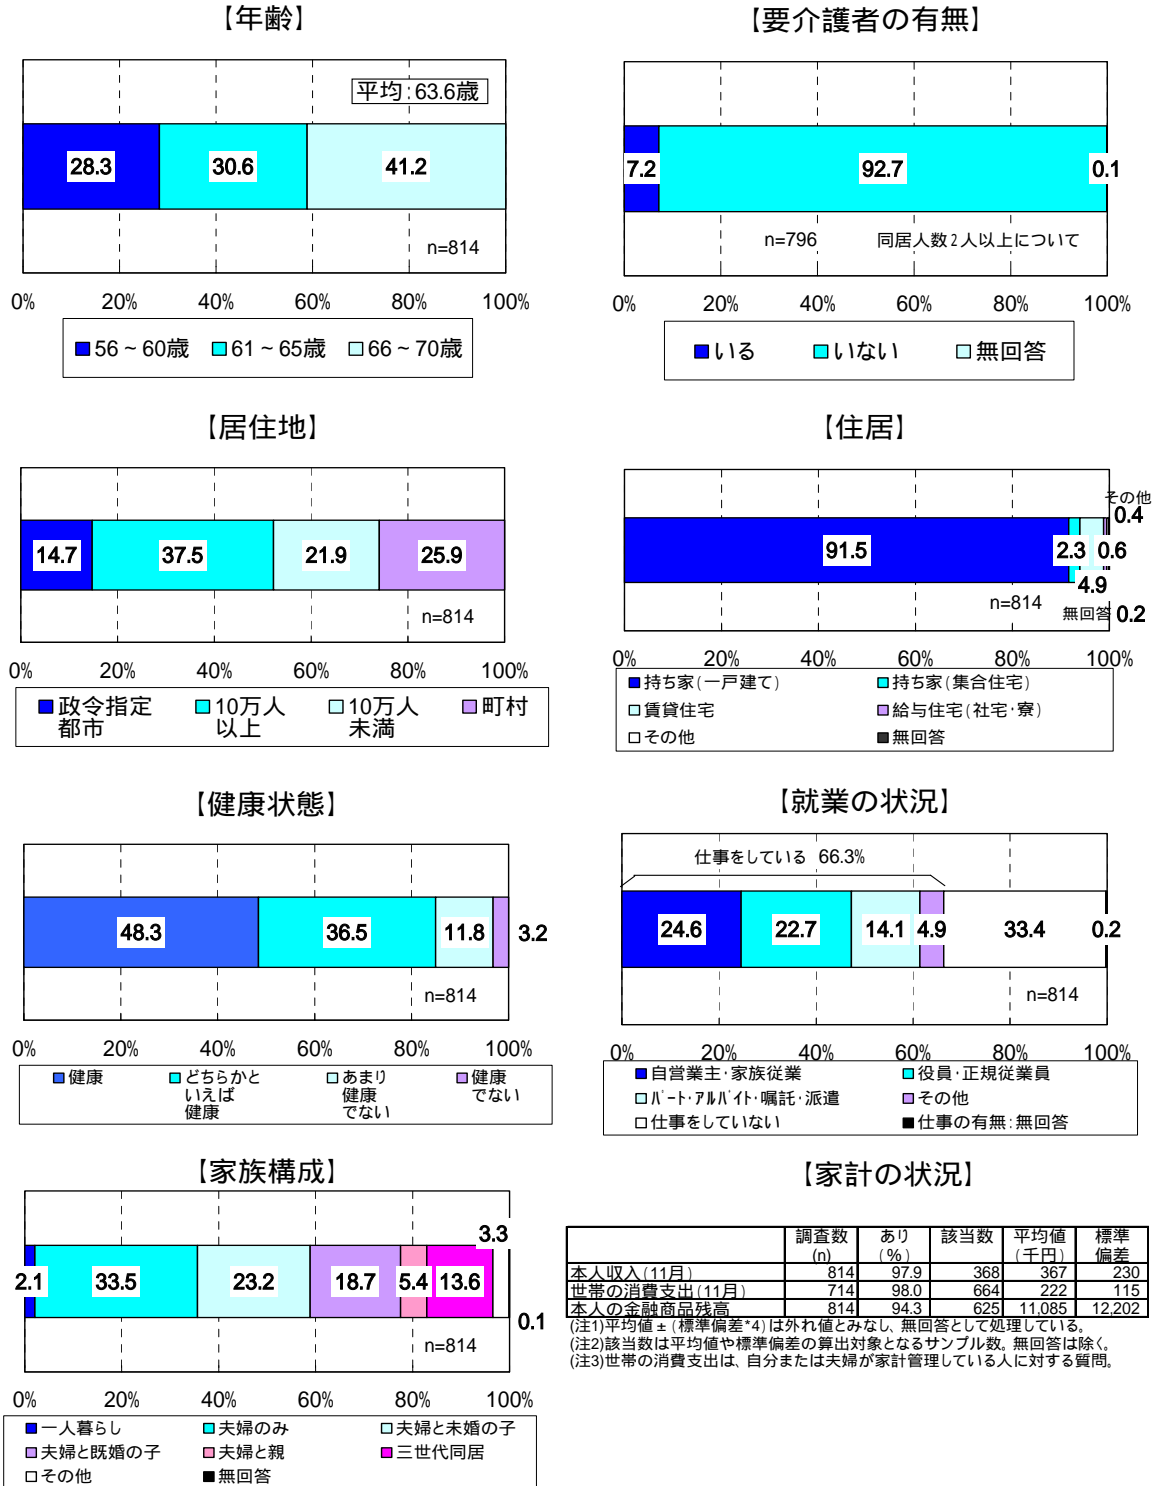 【年齢】
平均:63.6歳
28.3 30.6 41.2
n=814
0% 20% 40% 60% 80% 100%
■56~60歳 ■61~65歳 □66~70歳
【要介護者の有無】
7.2 92.7 0.1
n=796 同居人数2人以上について
0% 20% 40% 60% 80% 100%
■いる ■いない □無回答
【居住地】
14.7 37.5 21.9 25.9
n=814
0% 20% 40% 60% 80% 100%
■政令指定都市 ■10万人以上 □10万人未満 ■町村
【住居】
その他
0.4
91.5 2.3 0.6
4.9
n=814
無回答 0.2
0% 20% 40% 60% 80% 100%
■持ち家(一戸建て) ■持ち家(集合住宅)
□賃貸住宅 ■給与住宅(社宅・寮)
□その他 ■無回答
【健康状態】
48.3 36.5 11.8 3.2
n=814
0% 20% 40% 60% 80% 100%
■健康 ■どちらかといえば健康 □あまり健康でない ■健康でない
【就業の状況】
仕事をしている 66.3%
24.6 22.7 14.1 4.9 33.4 0.2
n=814
0% 20% 40% 60% 80% 100%
■自営業主・家族従業 ■役員・正規従業員
□パート・アルバイト・嘱託・派遣 ■その他
□仕事をしていない ■仕事の有無:無回答
【家族構成】
3.3
2.1 33.5 23.2 18.7 5.4 13.6
0.1
n=814
0% 20% 40% 60% 80% 100%
■一人暮らし ■夫婦のみ □夫婦と未婚の子
■夫婦と既婚の子 ■夫婦と親 ■三世代同居
□その他 ■無回答
【家計の状況】
調査数(n) あり(%) 該当数 平均値(千円) 標準偏差
本人収入(11月) 814 97.9 368 367 230
世帯の消費支出(11月) 714 98.0 664 222 115
本人の金融商品残高 814 94.3 625 11,085 12,202
(注1)平均値±(標準偏差*4)は外れ値とみなし、無回答として処理している。
(注2)該当数は平均値や標準偏差の算出対象となるサンプル数。無回答は除く。
(注3)世帯の消費支出は、自分または夫婦が家計管理している人に対する質問。